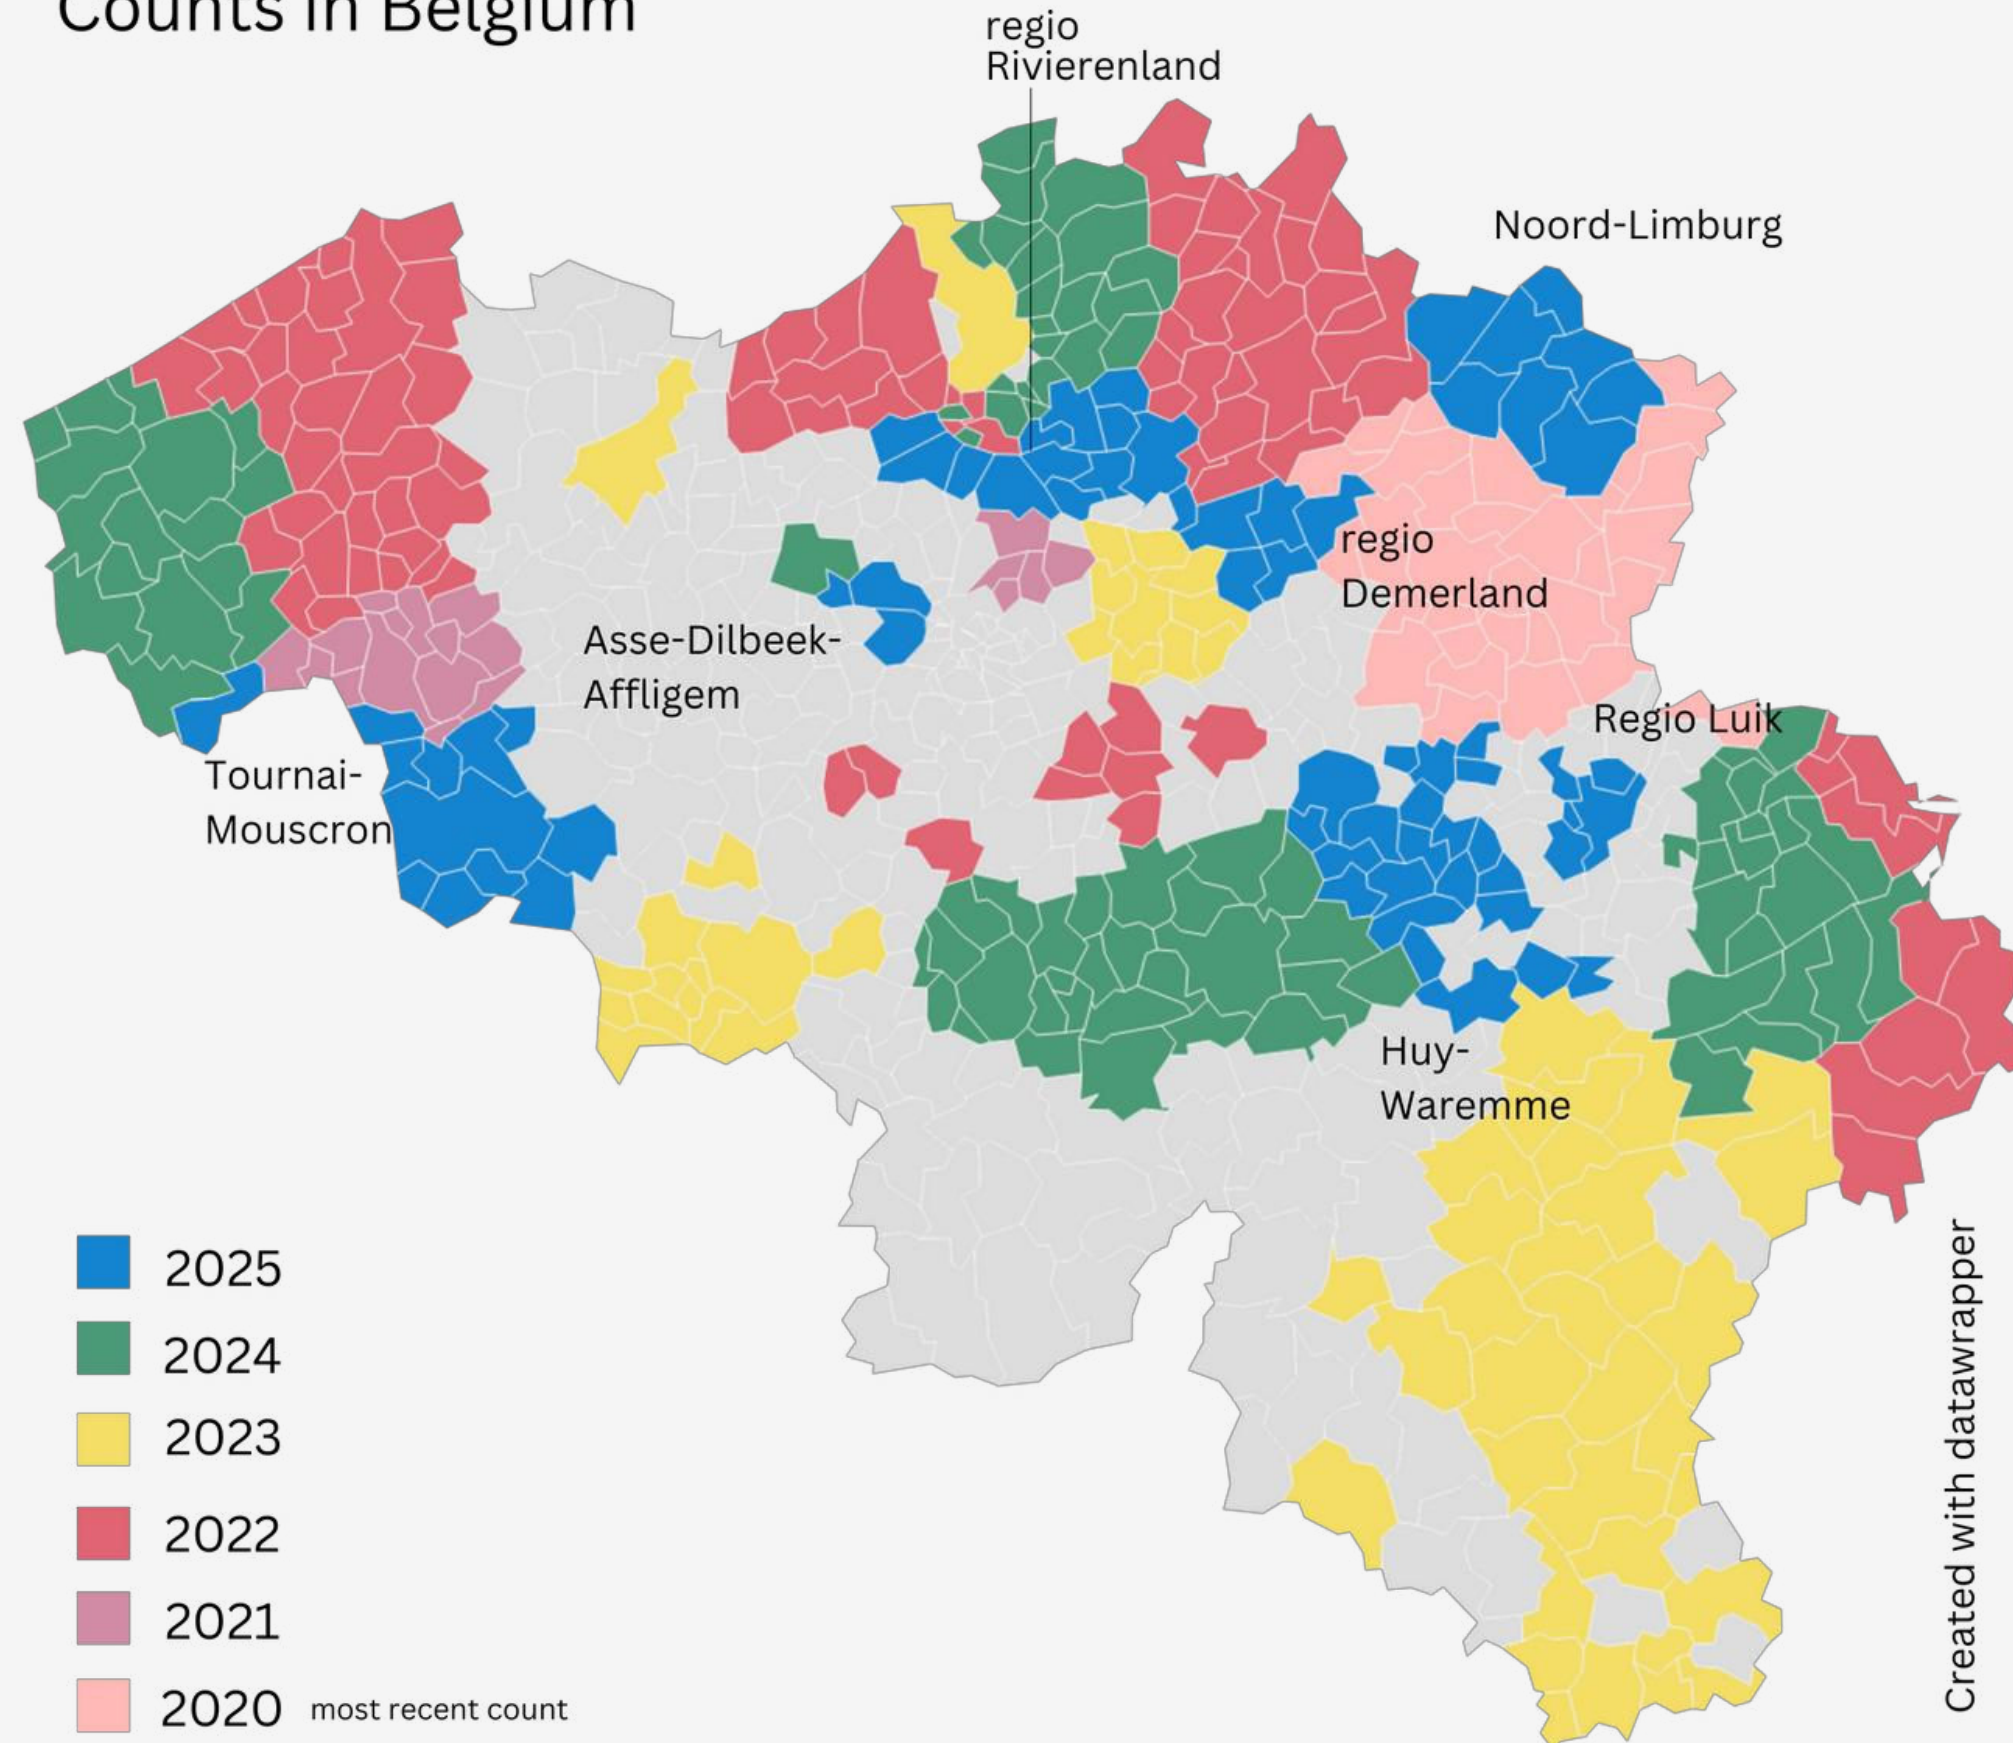 Counts in Belgium
regio
Rivierenland
Noord-Limburg
regio
Demerland
Asse-Dilbeek-
Affligem
Regio Luik
Tournai-
Mouscron
Huy-
Waremme
2025
2024
2023
2022
2021
2020 most recent count
Created with datawrapper